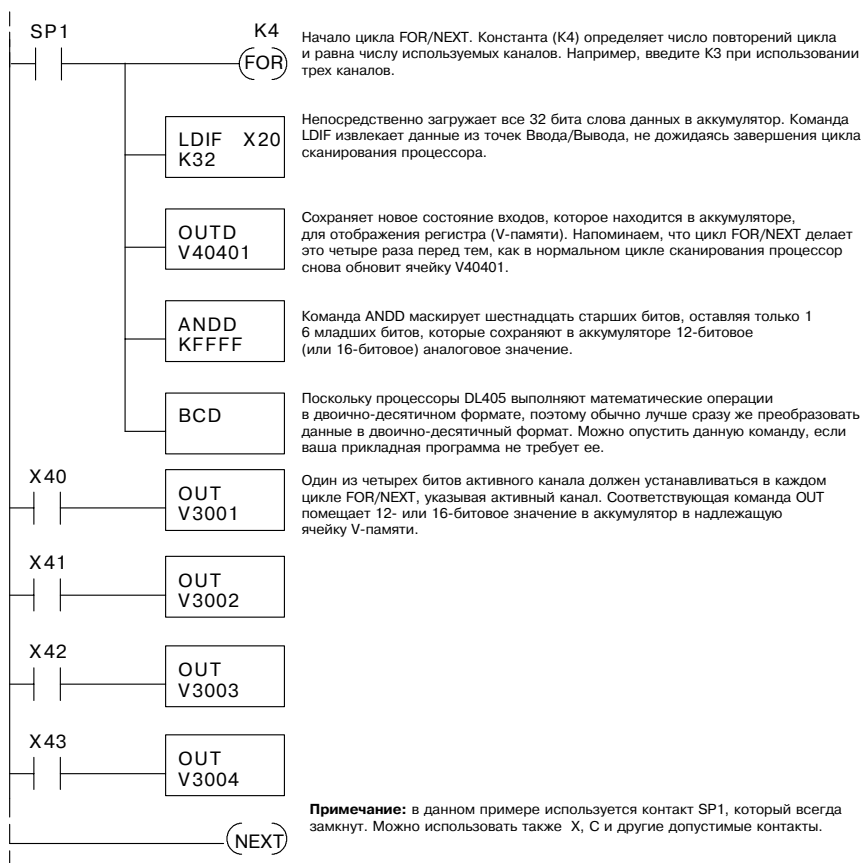 SP1
K4
FOR
Начало цикла FOR/NEXT. Константа (K4) определяет число повторений цикла
и равна числу используемых каналов. Например, введите K3 при использовании
трех каналов.
LDIF X20
K32
Непосредственно загружает все 32 бита слова данных в аккумулятор. Команда
LDIF извлекает данные из точек Ввода/Вывода, не дожидаясь завершения цикла
сканирования процессора.
OUTD
V40401
Сохраняет новое состояние входов, которое находится в аккумуляторе,
для отображения регистра (V-памяти). Напоминаем, что цикл FOR/NEXT делает
это четыре раза перед тем, как в нормальном цикле сканирования процессор
снова обновит ячейку V40401.
ANDD
KFFFF
Команда ANDD маскирует шестнадцать старших битов, оставляя только 1
6 младших битов, которые сохраняют в аккумуляторе 12-битовое
(или 16-битовое) аналоговое значение.
BCD
Поскольку процессоры DL405 выполняют математические операции
в двоично-десятичном формате, поэтому обычно лучше сразу же преобразовать
данные в двоично-десятичный формат. Можно опустить данную команду, если
ваша прикладная программа не требует ее.
X40
OUT
V3001
Один из четырех битов активного канала должен устанавливаться в каждом
цикле FOR/NEXT, указывая активный канал. Соответствующая команда OUT
помещает 12- или 16-битовое значение в аккумулятор в надлежащую
ячейку V-памяти.
X41
OUT
V3002
X42
OUT
V3003
X43
OUT
V3004
Примечание: в данном примере используется контакт SP1, который всегда
замкнут. Можно использовать также X, C и другие допустимые контакты.
NEXT